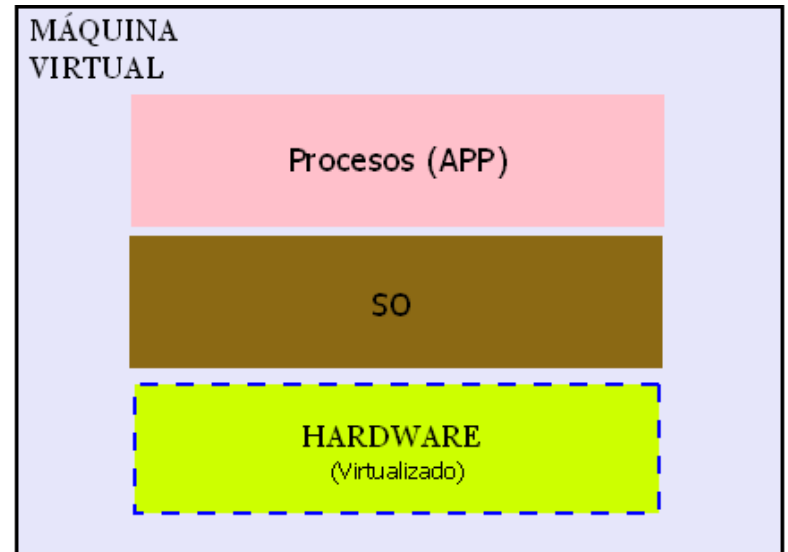 MÁQUINA
VIRTUAL
Procesos (APP)
SO
HARDWARE
(Virtualizado)